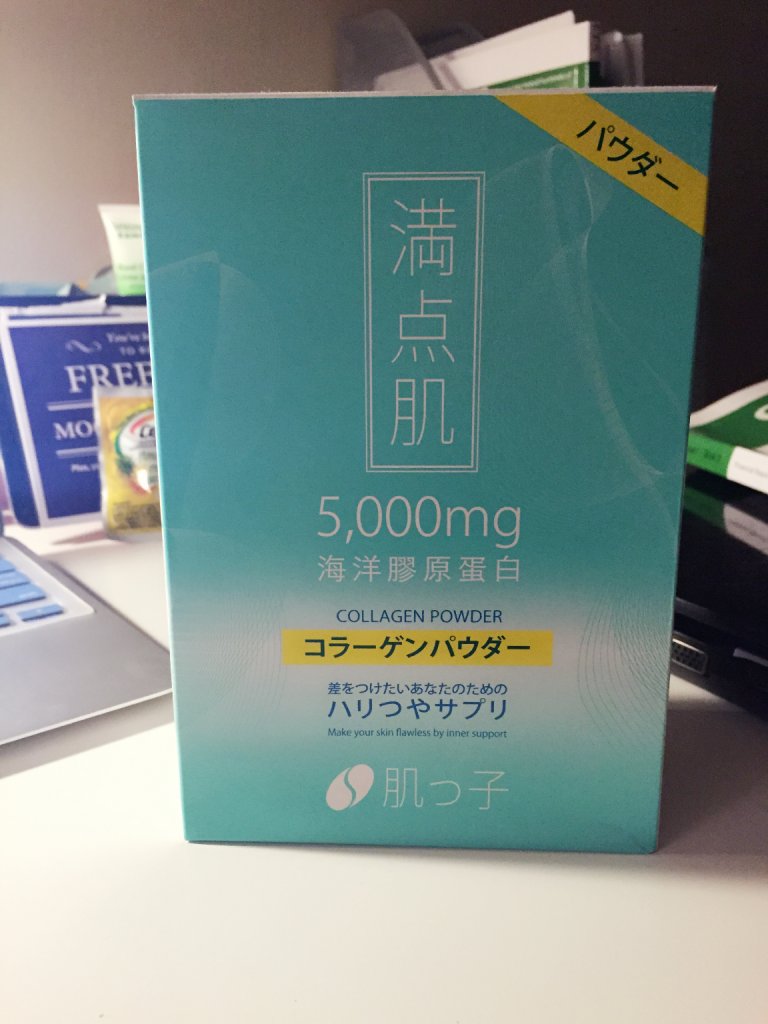 パウダー
満点肌
5,000mg
海洋膠原蛋白
COLLAGEN POWDER
コラーゲンパウダー
差をつけたいあなたのための
ハリつやサプリ
Make your skin flawless by inner support
肌っ子
You're
TO
FREE